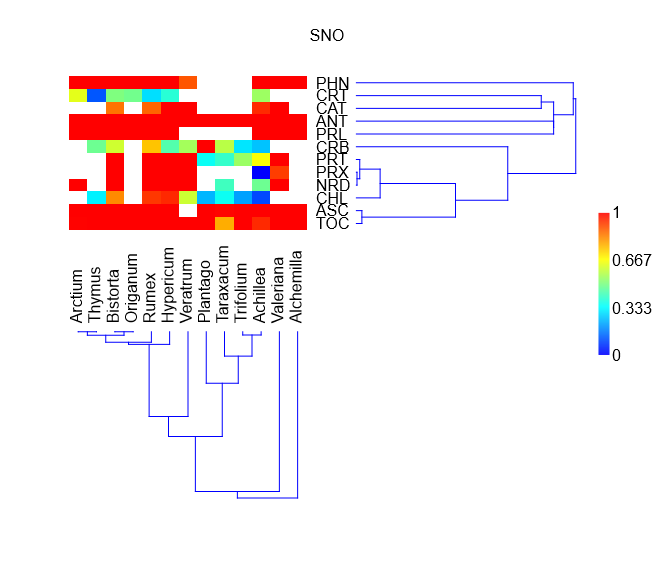 SNO
PHN
CRT
CAT
ANT
PRL
CRB
PRT
PRX
NRD
CHL
ASC
TOC
1
0.667
0.333
0
Arctium
Thymus
Bistorta
Origanum
Rumex
Hypericum
Veratrum
Plantago
Taraxacum
Trifolium
Achillea
Valeriana
Alchemilla